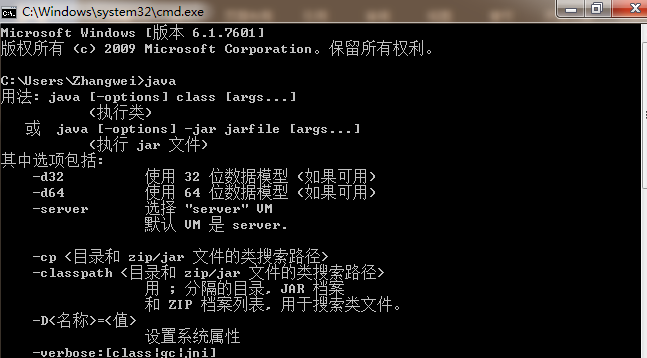 C:\Windows\system32\cmd.exe
Microsoft Windows [版本 6.1.7601]
版权所有 (c) 2009 Microsoft Corporation。保留所有权利。
C:\Users\Zhangwei>java
用法: java [-options] class [args...]
(执行类)
或 java [-options] -jar jarfile [args...]
(执行 jar 文件)
其中选项包括:
-d32 使用 32 位数据模型 (如果可用)
-d64 使用 64 位数据模型 (如果可用)
-server 选择 "server" VM
默认 VM 是 server.
-cp <目录和 zip/jar 文件的类搜索路径>
-classpath <目录和 zip/jar 文件的类搜索路径>
用 ; 分隔的目录, JAR 档案
和 ZIP 档案列表, 用于搜索类文件。
-D<名称>=<值>
设置系统属性
-verbose:[class|gc|jni]